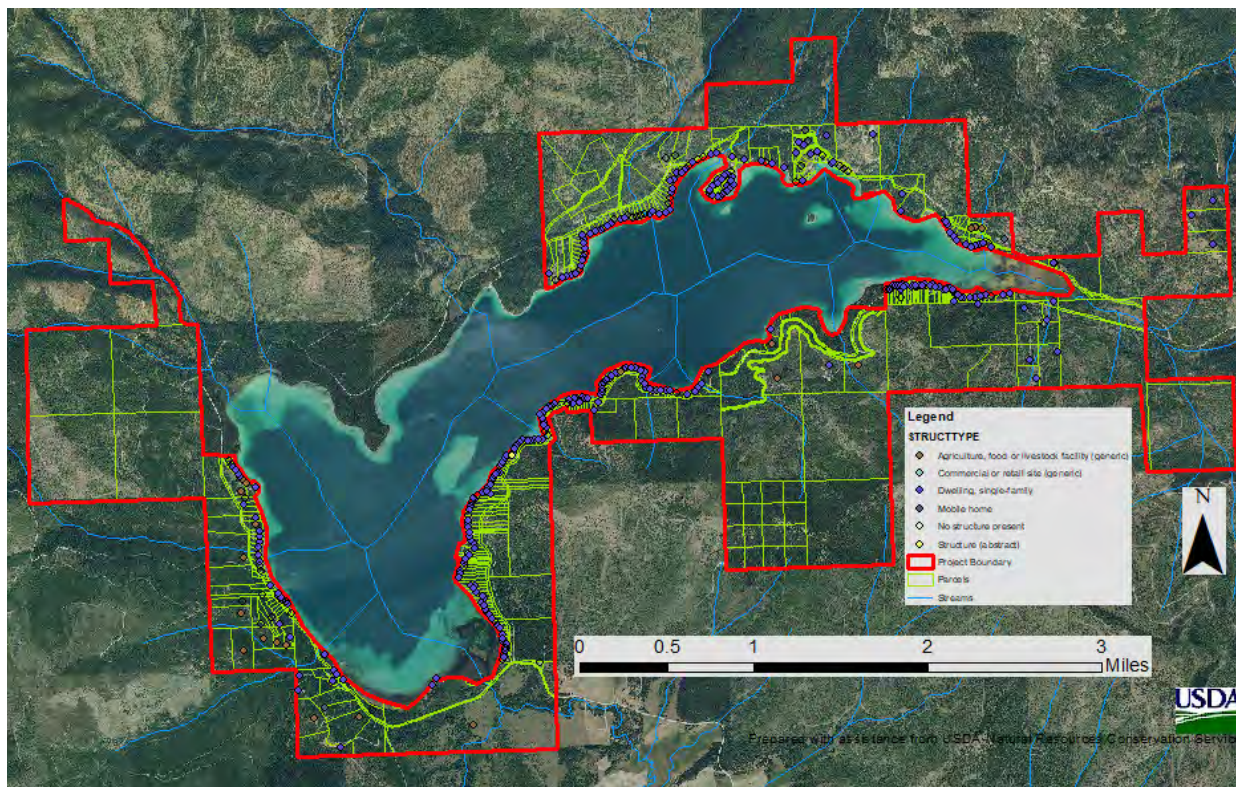 Legend
STRUCTTYPE
Agriculture, food or livestock facility (generic)
Commercial or retail site (generic)
Dwelling, single-family
Mobile home
No structure present
Structure (abstract)
Project Boundary
Parcels
Streams
N
0 0.5 1 2 3
Miles
USDA
Prepared with assistance from USDA-Natural Resources Conservation Service